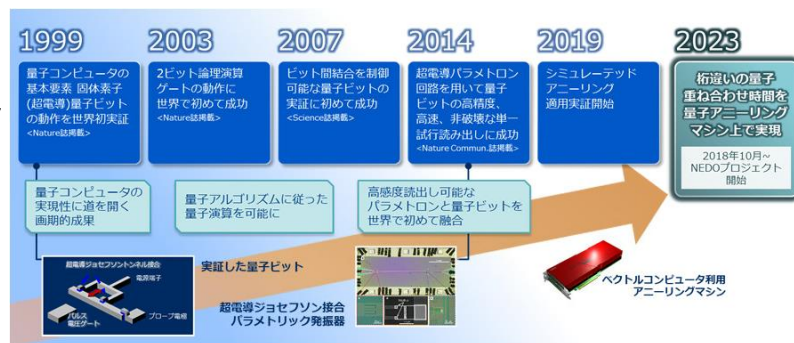 1999
2003
2007
2014
2019
2023
量子コンピュータの
基本要素 固体素子
(超電導)量子ビット
の動作を世界初実証
<Nature誌掲載>
2ビット論理演算
ゲートの動作に
世界で初めて成功
<Nature誌掲載>
ビット間結合を制御
可能な量子ビットの
実証に初めて成功
<Science誌掲載>
超電導パラメトロン
回路を用いて量子
ビットの高精度、
高速、非破壊な単一
試行読み出しに成功
<Nature Commun.誌掲載>
シミュレーテッド
アニーリング
適用実証開始
桁違いの量子
重ね合わせ時間を
量子アニーリング
マシン上で実現
2018年10月~
NEDOプロジェクト
開始
量子コンピュータの
実現性に道を開く
画期的成果
量子アルゴリズムに従った
量子演算を可能に
高感度読出し可能な
パラメトロンと量子ビットを
世界で初めて融合
超電導ジョセフソントンネル接合
電源端子
パルス
電圧ゲート
プローブ電極
実証した量子ビット
超電導ジョセフソン接合
パラメトリック発振器
ベクトルコンピュータ利用
アニーリングマシン